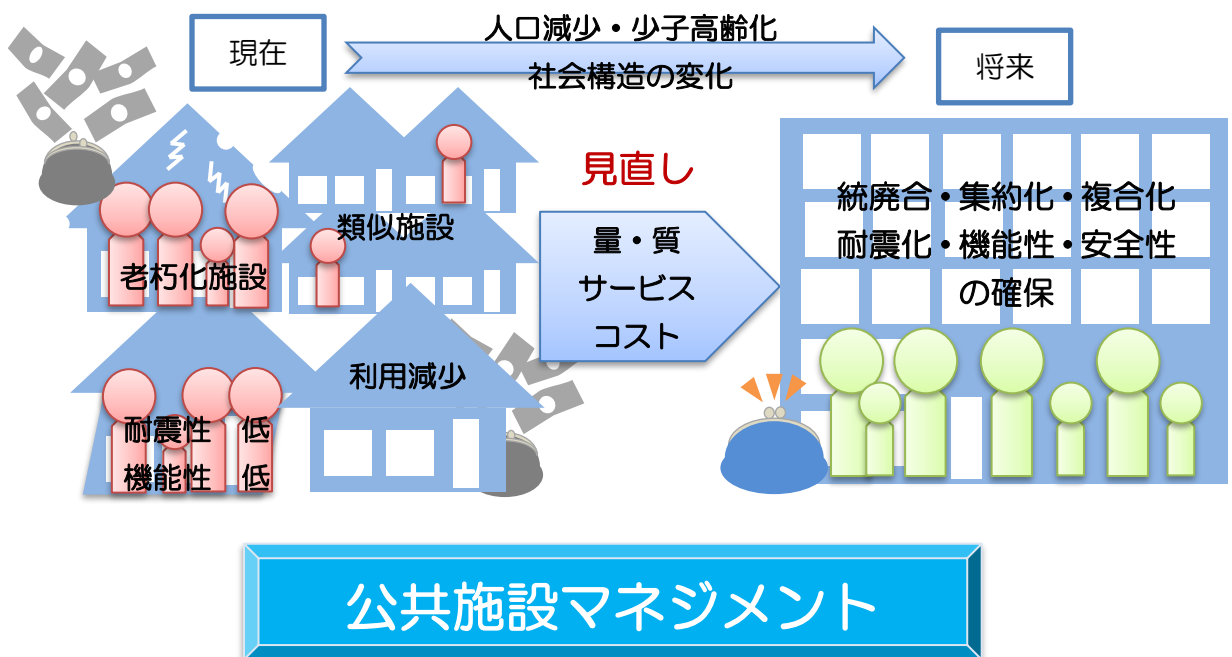 現在
人口減少・少子高齢化
社会構造の変化
将来
類似施設
老朽化施設
利用減少
耐震性 低
機能性 低
見直し
量・質
サービス
コスト
統廃合・集約化・複合化
耐震化・機能性・安全性
の確保
公共施設マネジメント